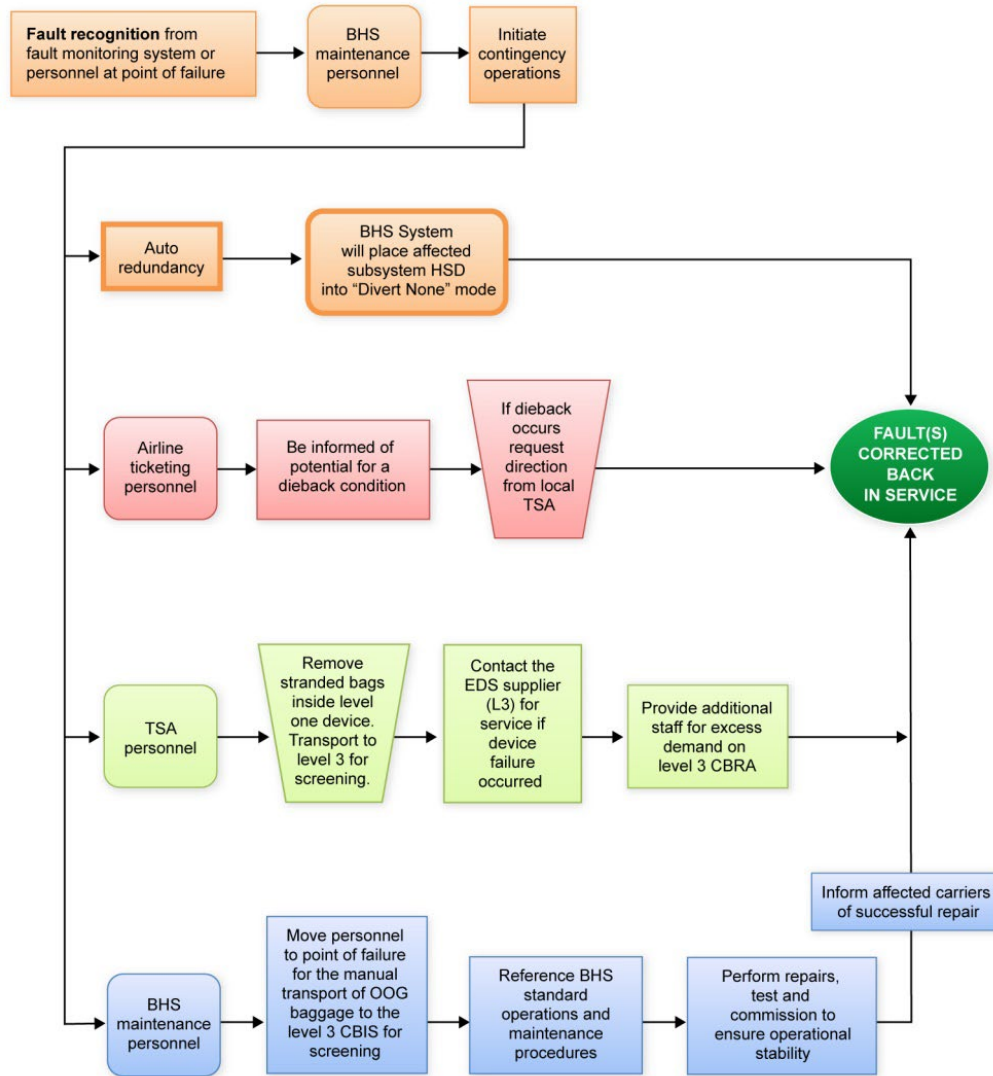 Fault recognition from
fault monitoring system or
personnel at point of failure
BHS
maintenance
personnel
Initiate
contingency
operations
Auto
redundancy
BHS System
will place affected
subsystem HSD
into “Divert None” mode
Airline
ticketing
personnel
Be informed of
potential for a
dieback condition
If dieback
occurs
request
direction
from local
TSA
FAULT(S)
CORRECTED
BACK
IN SERVICE
TSA
personnel
Remove
stranded bags
inside level
one device.
Transport to
level 3 for
screening.
Contact the
EDS supplier
(L3) for
service if
device
failure
occurred
Provide additional
staff for excess
demand on
level 3 CBRA
Inform affected carriers
of successful repair
BHS
maintenance
personnel
Move personnel
to point of failure
for the manual
transport of OOG
baggage to the
level 3 CBIS for
screening
Reference BHS
standard
operations and
maintenance
procedures
Perform repairs,
test and
commission to
ensure operational
stability